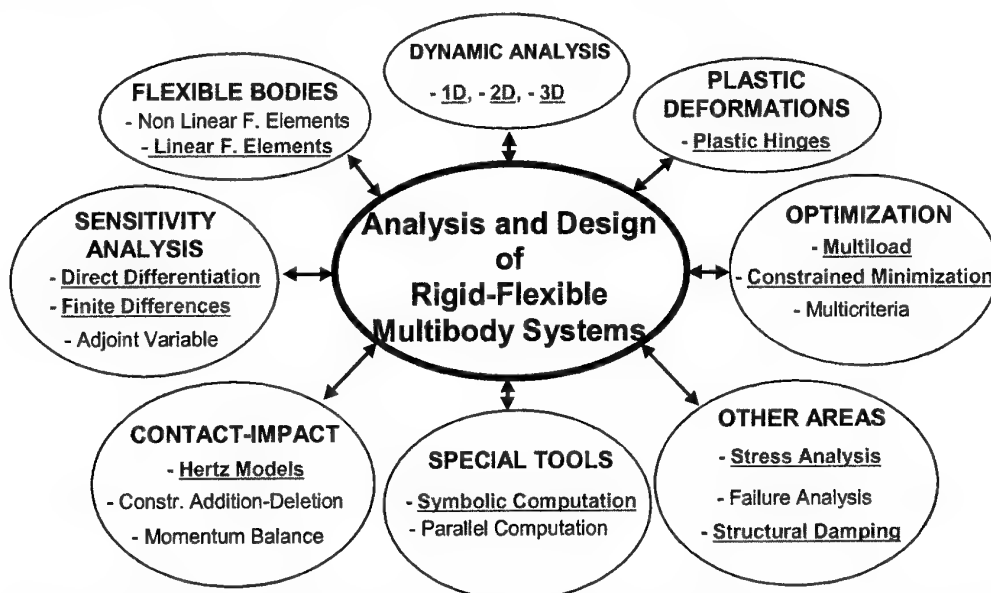 DYNAMIC ANALYSIS
- 1D, - 2D, - 3D
FLEXIBLE BODIES
- Non Linear F. Elements
- Linear F. Elements
PLASTIC
DEFORMATIONS
- Plastic Hinges
SENSITIVITY
ANALYSIS
- Direct Differentiation
- Finite Differences
- Adjoint Variable
Analysis and Design
of
Rigid-Flexible
Multibody Systems
OPTIMIZATION
- Multiload
- Constrained Minimization
- Multicriteria
CONTACT-IMPACT
- Hertz Models
- Constr. Addition-Deletion
- Momentum Balance
SPECIAL TOOLS
- Symbolic Computation
- Parallel Computation
OTHER AREAS
- Stress Analysis
- Failure Analysis
- Structural Damping